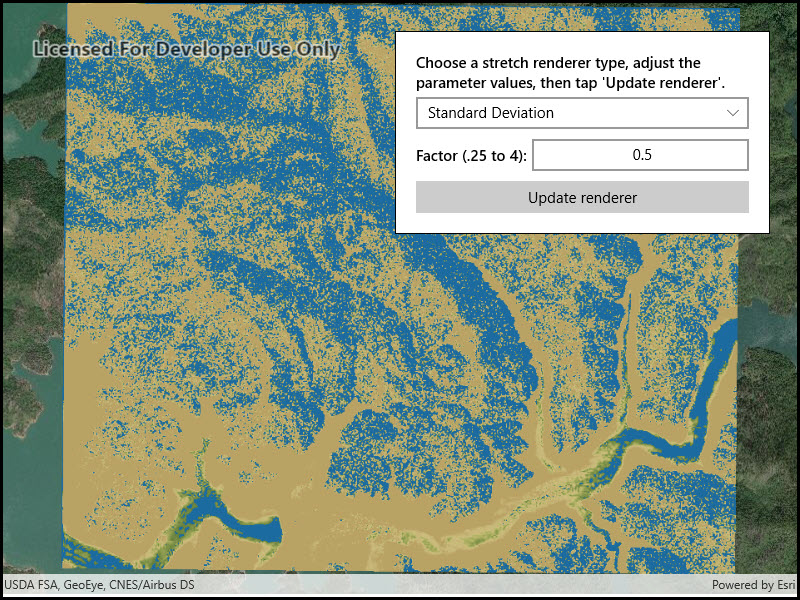 Licensed For Developer Use Only
Choose a stretch renderer type, adjust the
parameter values, then tap 'Update renderer'.
Standard Deviation
Factor (.25 to 4):
0.5
Update renderer
USDA FSA, GeoEye, CNES/Airbus DS
Powered by Esri